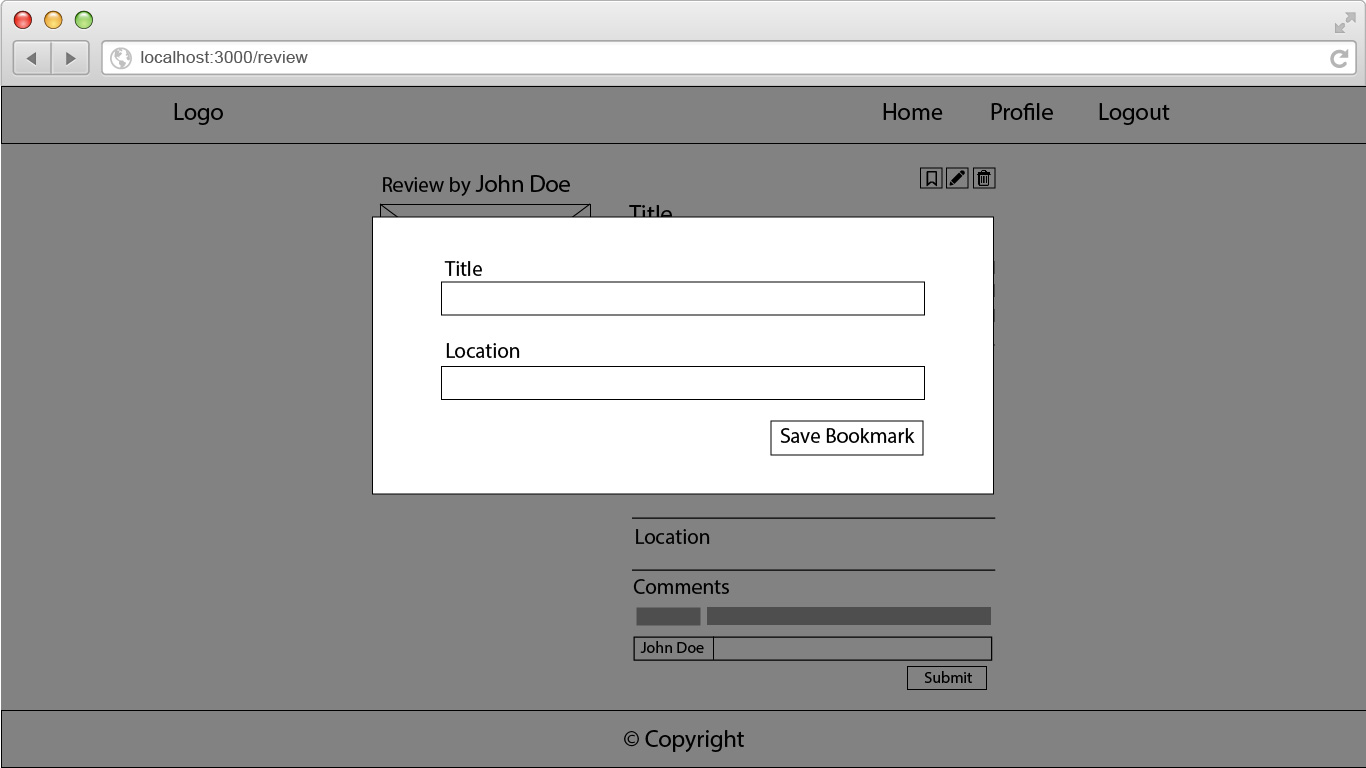 localhost:3000/review
Logo Home Profile Logout
Review by John Doe
Title
Title
Location
Save Bookmark
Location
Comments
John Doe
Submit
© Copyright